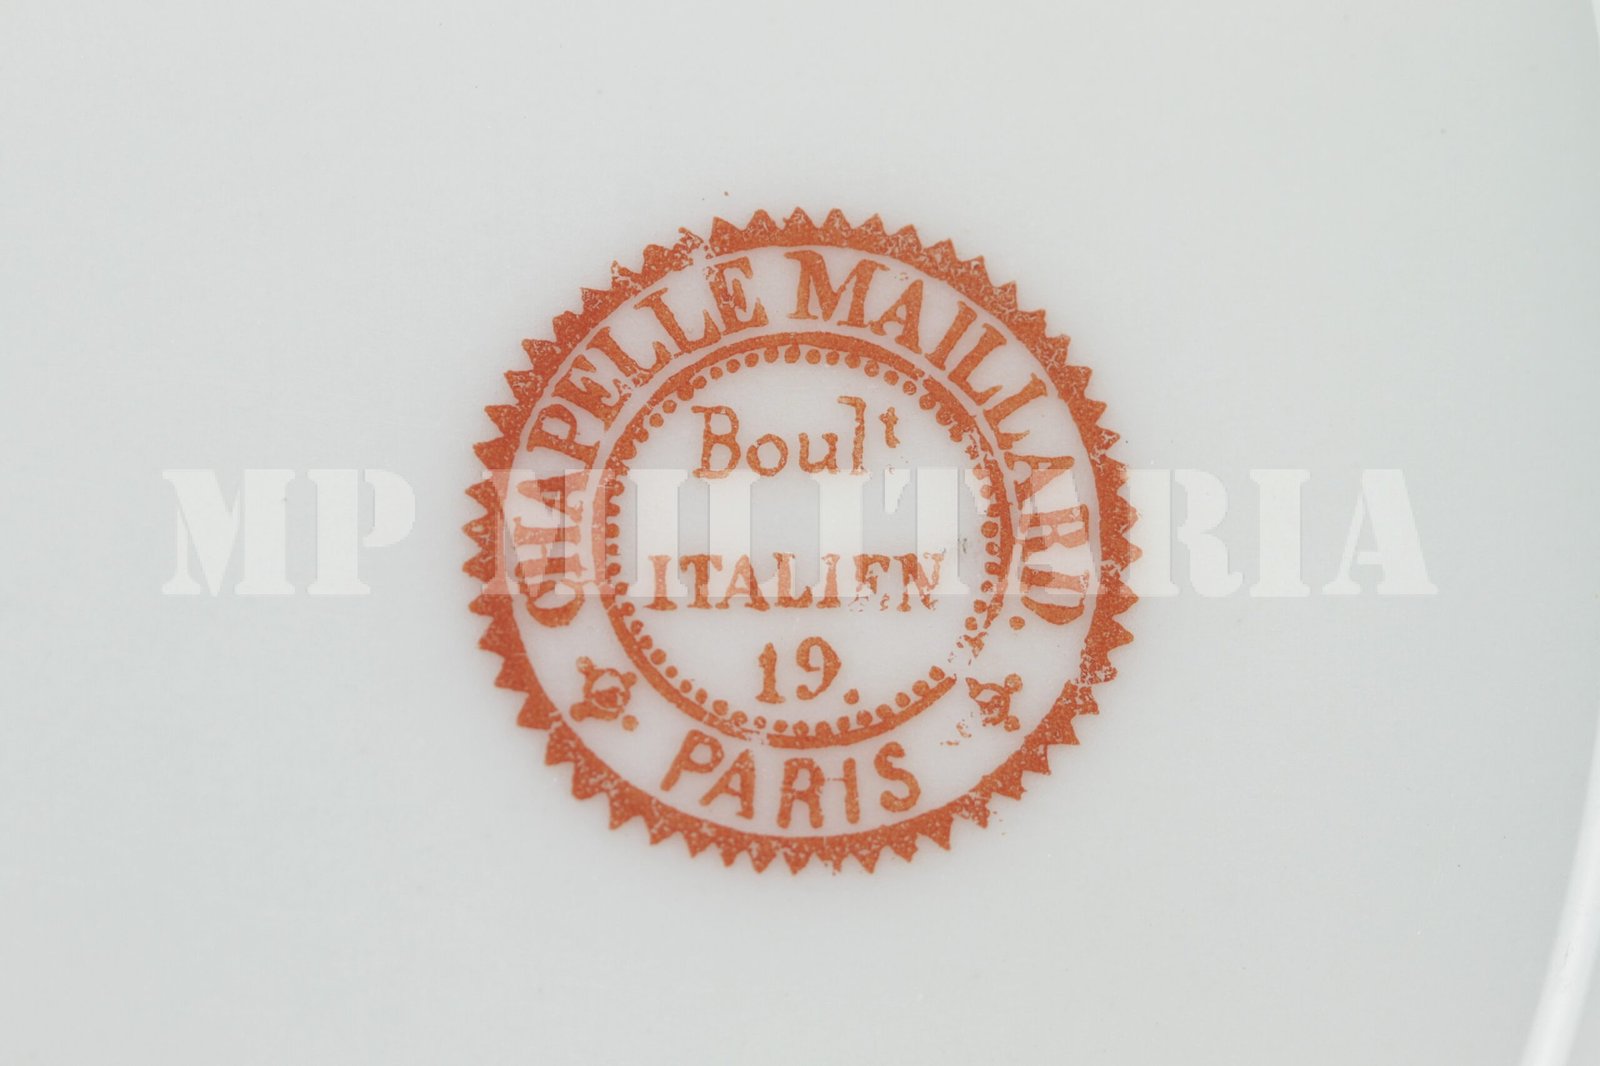 CHAPELLE MAILLARD.
Boulᵗ
ITALIEN
19.
PARIS
MP MILITARIA